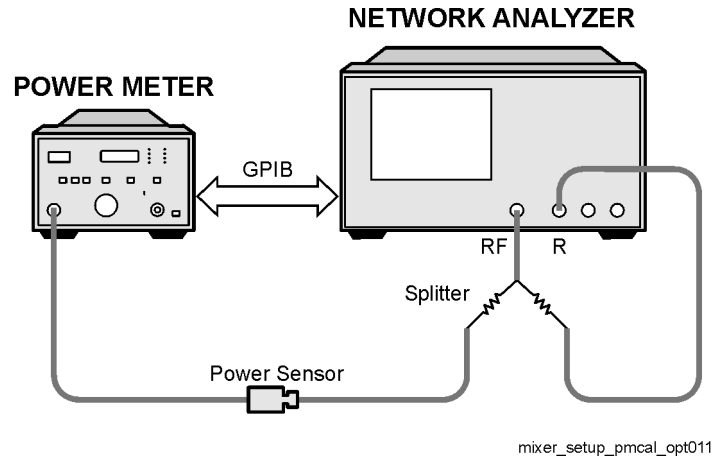 NETWORK ANALYZER
POWER METER
GPIB
RF
R
Splitter
Power Sensor
mixer_setup_pmcal_opt011